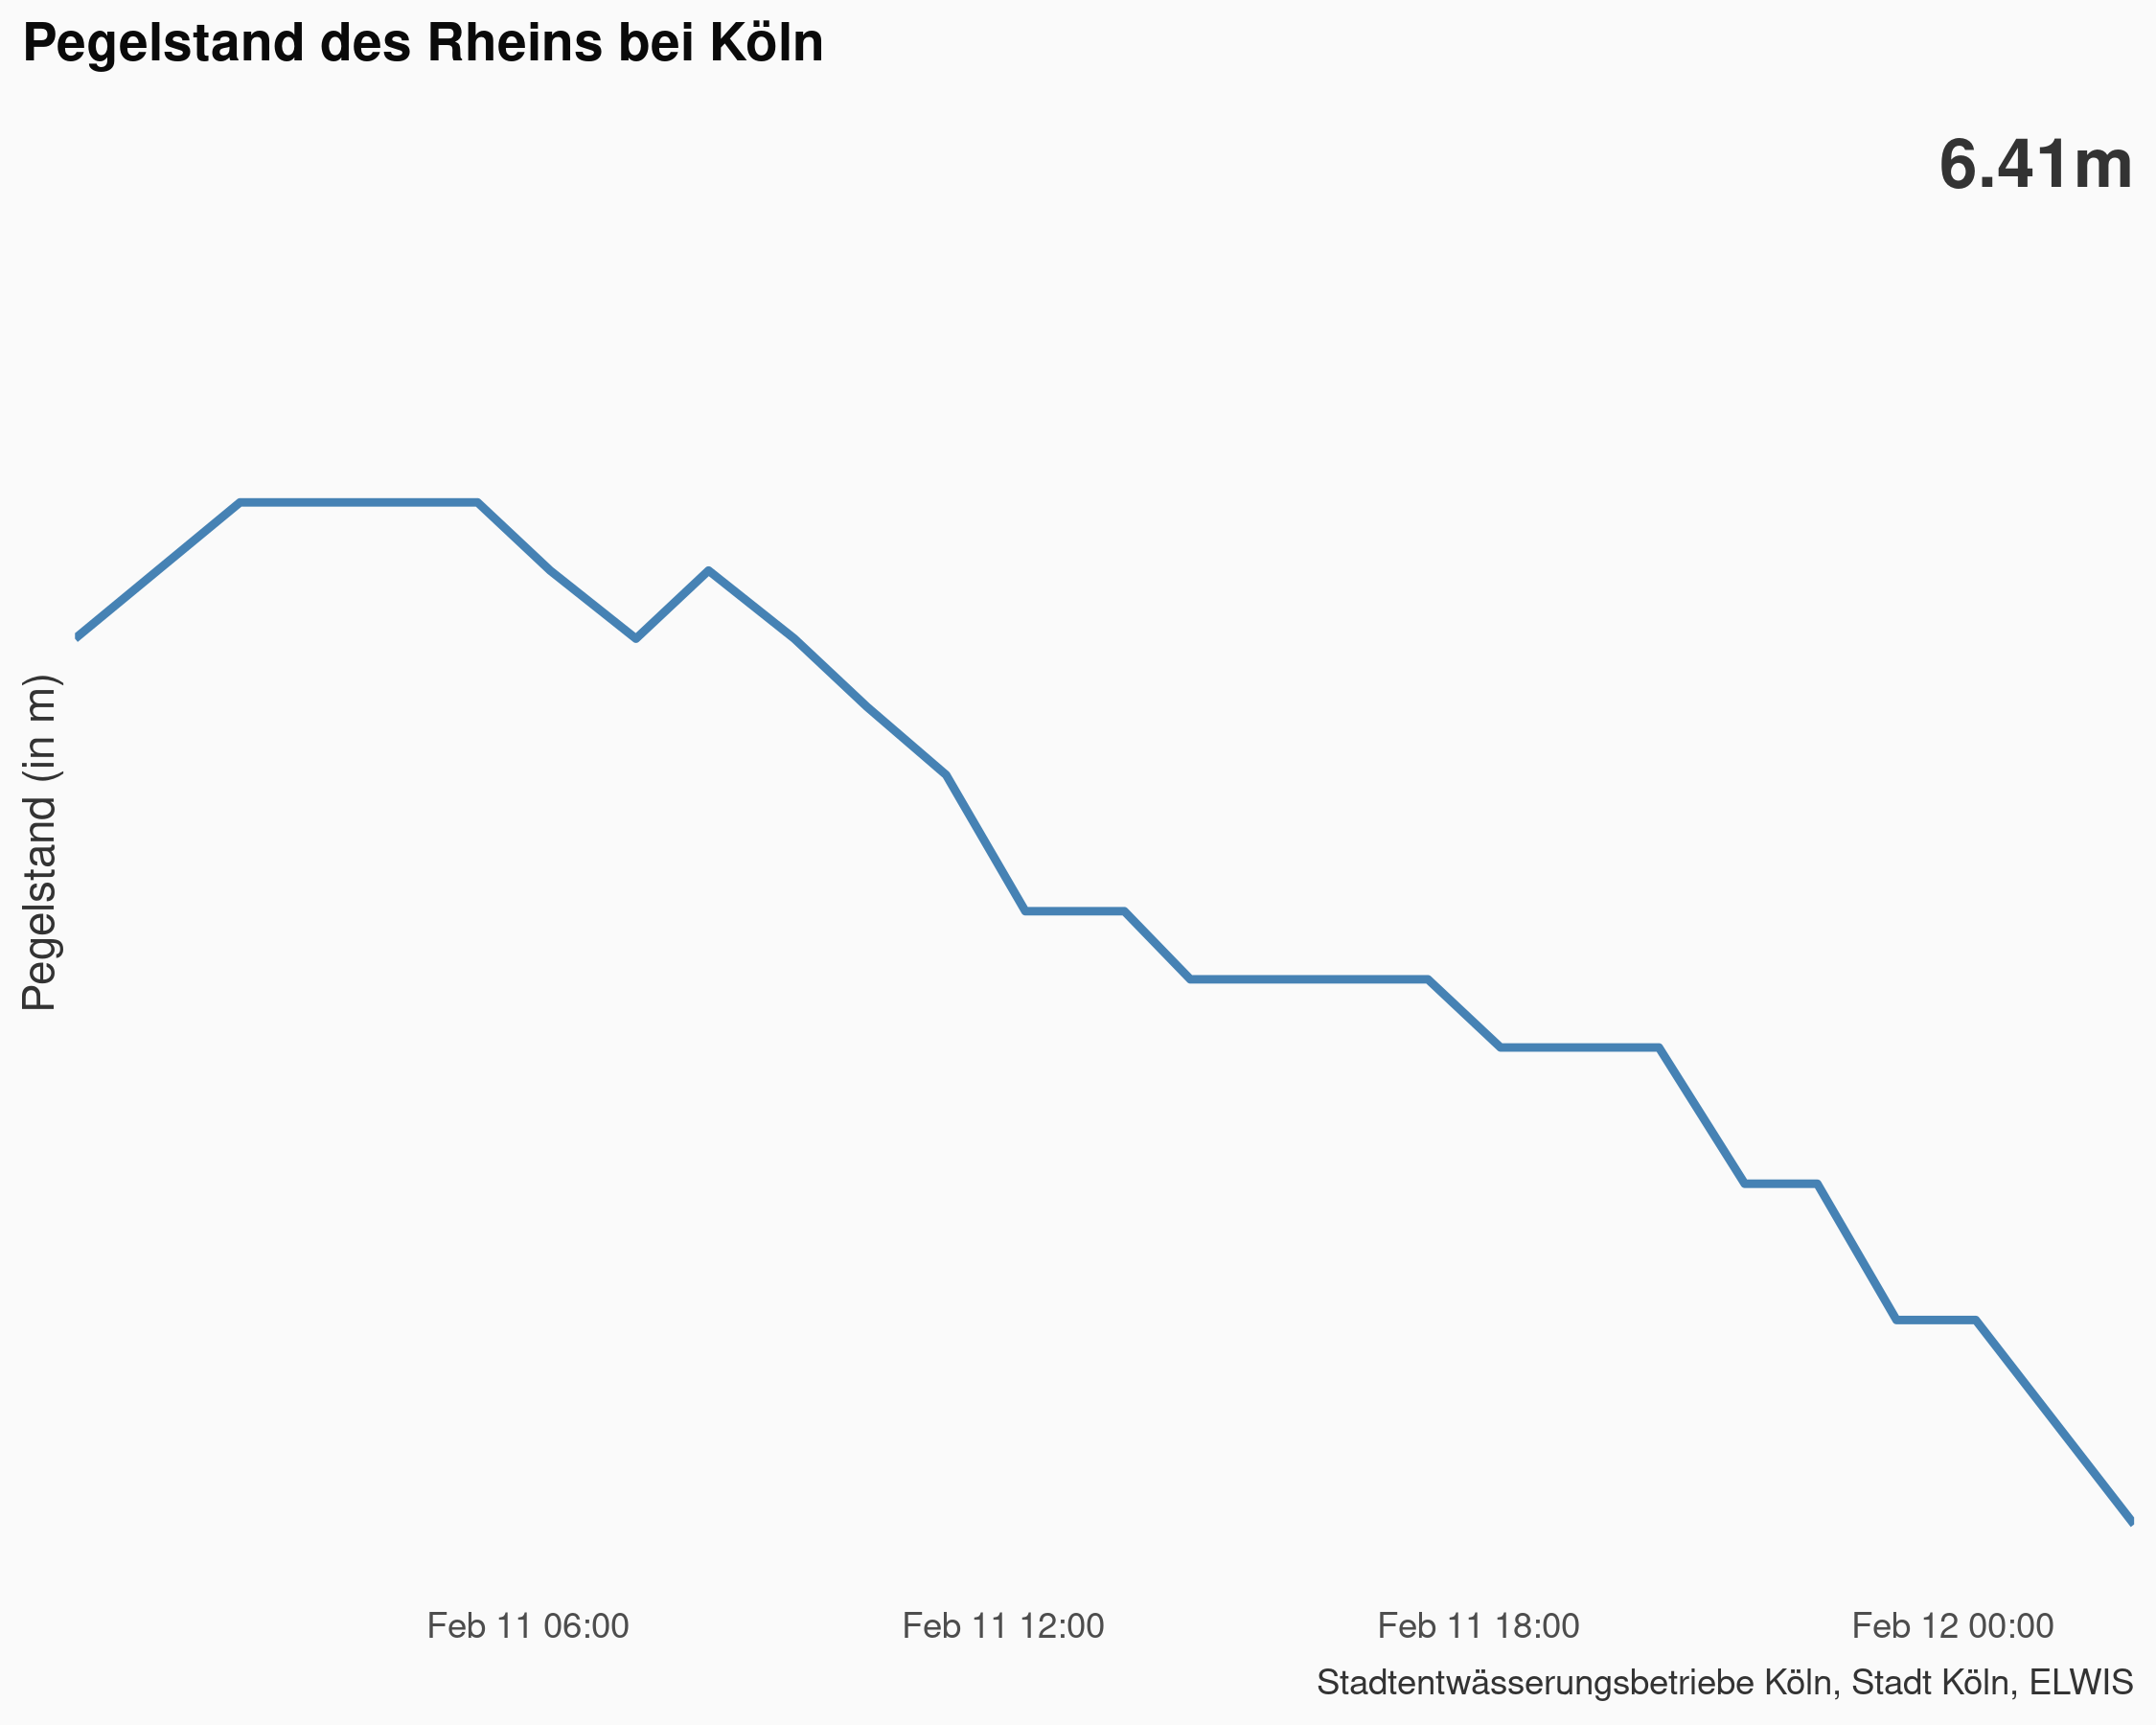 Pegelstand des Rheins bei Köln
6.41m
Pegelstand (in m)
Feb 11 06:00
Feb 11 12:00
Feb 11 18:00
Feb 12 00:00
Stadtentwässerungsbetriebe Köln, Stadt Köln, ELWIS